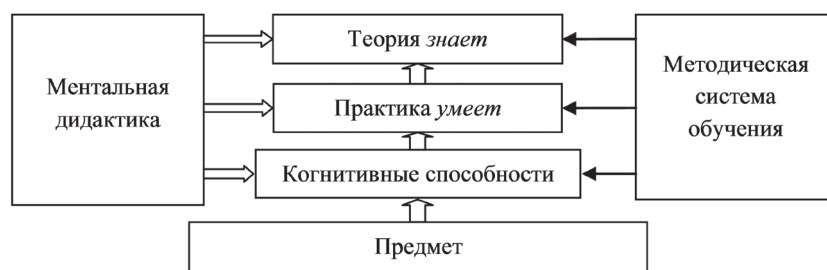 Ментальная
дидактика
Теория знает
Практика умеет
Когнитивные способности
Предмет
Методическая
система
обучения